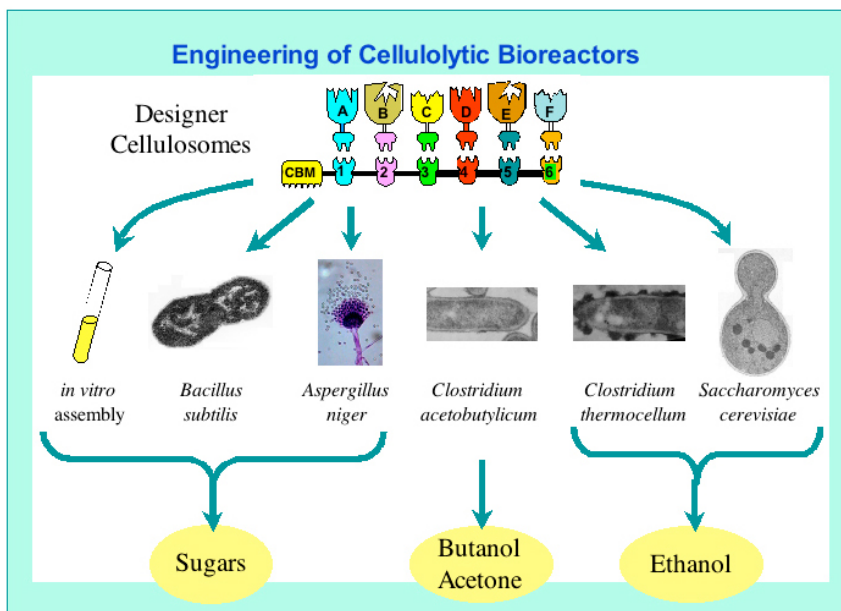 Engineering of Cellulolytic Bioreactors
Designer
Cellulosomes
A B C D E F
CBM 1 2 3 4 5 6
in vitro
assembly
Bacillus
subtilis
Aspergillus
niger
Clostridium
acetobutylicum
Clostridium
thermocellum
Saccharomyces
cerevisiae
Sugars
Butanol
Acetone
Ethanol